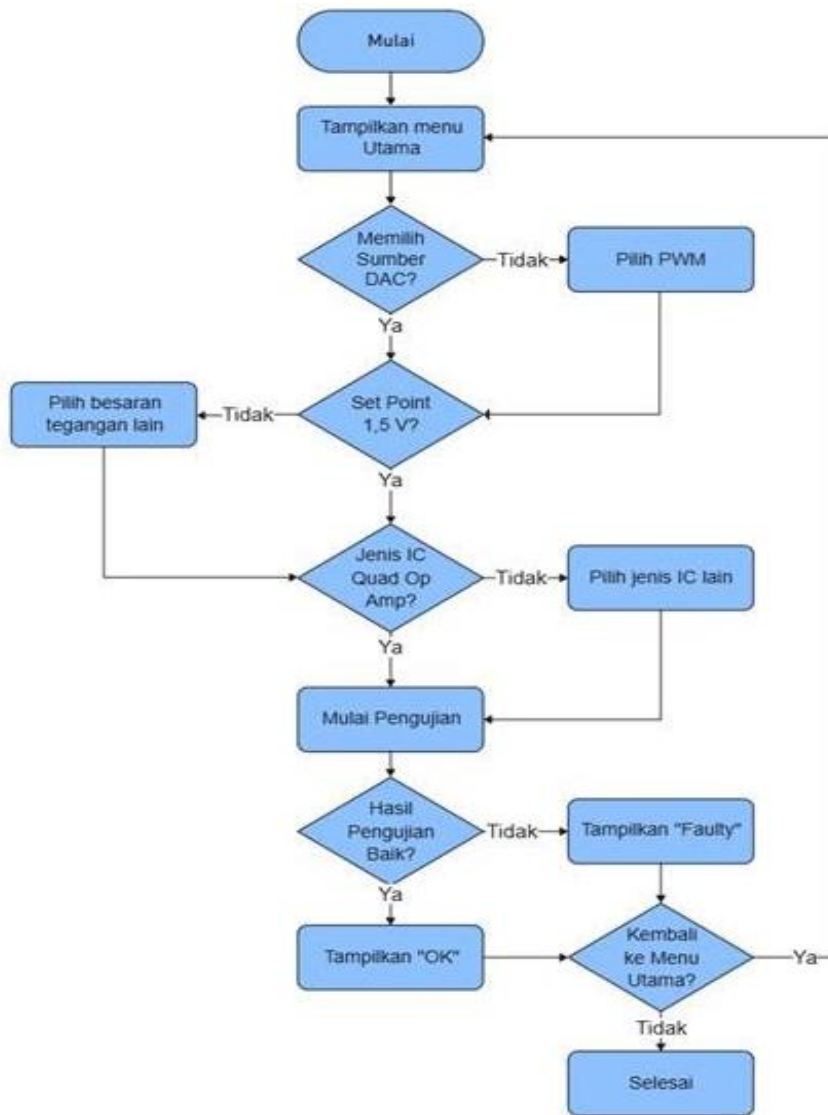 Mulai
Tampilkan menu
Utama
Memilih
Sumber
DAC?
Tidak
Pilih PWM
Ya
Pilih besaran
tegangan lain
Tidak
Set Point
1,5 V?
Ya
Jenis IC
Quad Op
Amp?
Tidak
Pilih jenis IC lain
Ya
Mulai Pengujian
Hasil
Pengujian
Baik?
Tidak
Tampilkan "Faulty"
Ya
Tampilkan "OK"
Kembali
ke Menu
Utama?
Ya
Tidak
Selesai